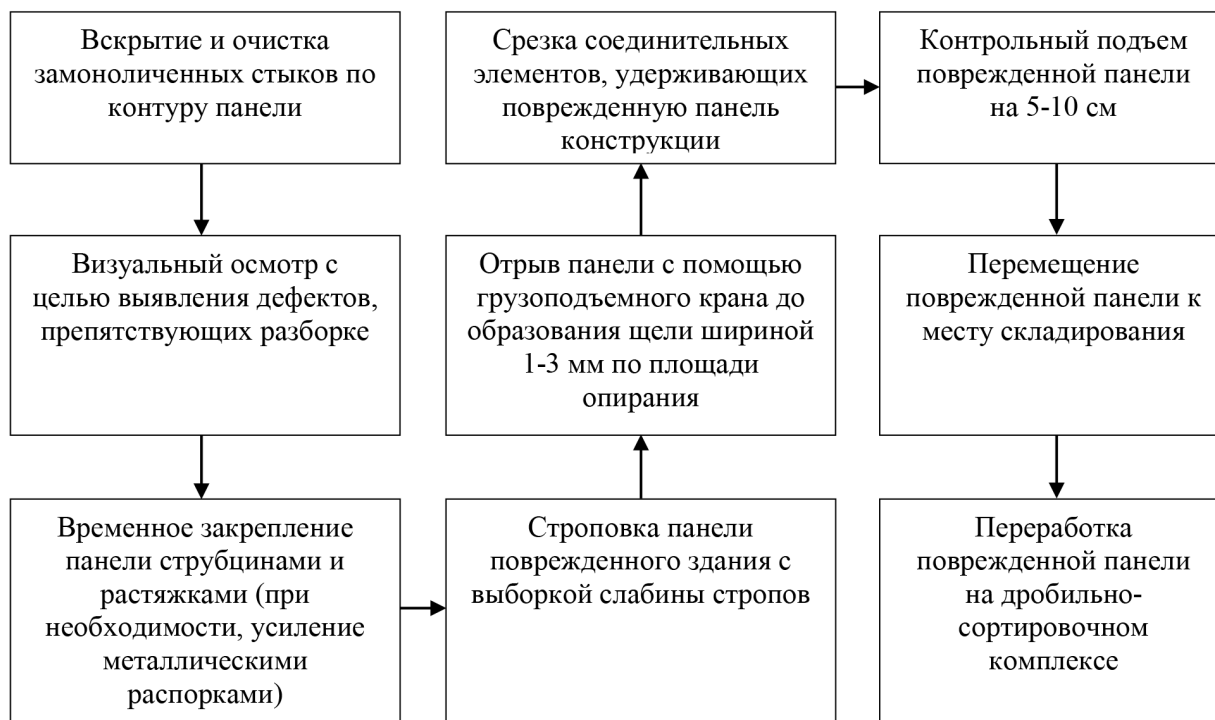 Вскрытие и очистка
замоноличенных стыков по
контуру панели
Визуальный осмотр с
целью выявления дефектов,
препятствующих разборке
Временное закрепление
панели струбцинами и
растяжками (при
необходимости, усиление
металлическими
распорками)
Строповка панели
поврежденного здания с
выборкой слабины стропов
Отрыв панели с помощью
грузоподъемного крана до
образования щели шириной
1-3 мм по площади
опирания
Срезка соединительных
элементов, удерживающих
поврежденную панель
конструкции
Контрольный подъем
поврежденной панели
на 5-10 см
Перемещение
поврежденной панели к
месту складирования
Переработка
поврежденной панели
на дробильно-
сортировочном
комплексе